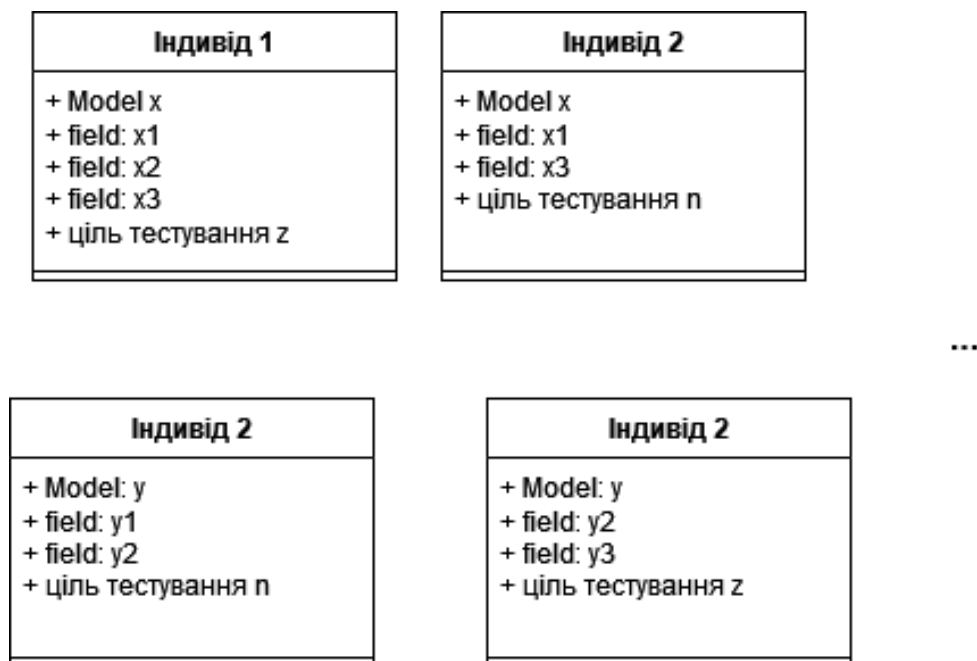 Індивід 1
+ Model x
+ field: x1
+ field: x2
+ field: x3
+ ціль тестування z
Індивід 2
+ Model x
+ field: x1
+ field: x3
+ ціль тестування n
...
Індивід 2
+ Model: y
+ field: y1
+ field: y2
+ ціль тестування n
Індивід 2
+ Model: y
+ field: y2
+ field: y3
+ ціль тестування z